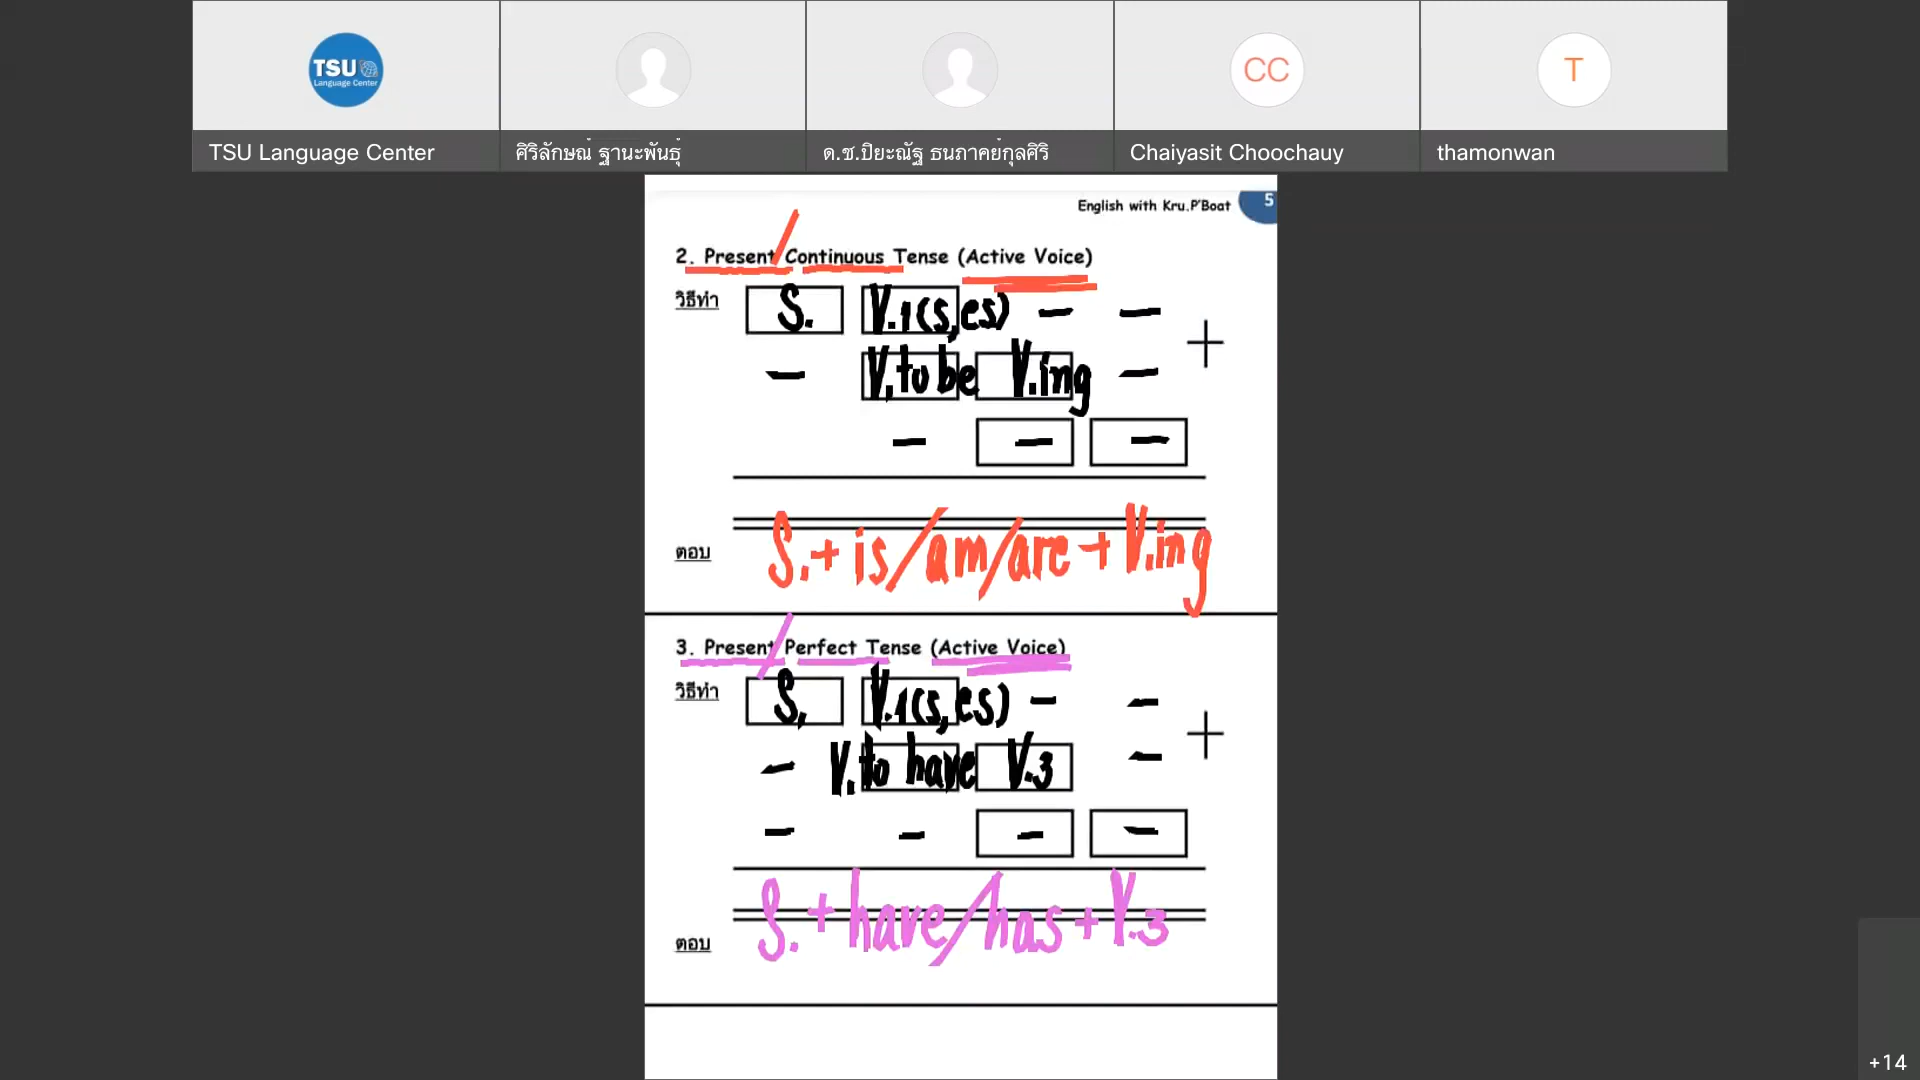 TSU
Language Center
CC
T
TSU Language Center
ศิริลักษณ์ ฐานะพันธุ์
ด.ช.ปิยะณัฐ ธนภาคย์กุลศิริ
Chaiyasit Choochauy
thamonwan
English with Kru.P'Boat
5
2. Present/Continuous Tense (Active Voice)
วิธีทำ S. V.1(s,es) - -
+
- V.to be V.ing -
- - -
ตอบ S. + is/am/are + V.ing
3. Present/Perfect Tense (Active Voice)
วิธีทำ S. V.1(s,es) - -
+
- V.to have V.3 -
- - - -
ตอบ S. + have/has + V.3
+14